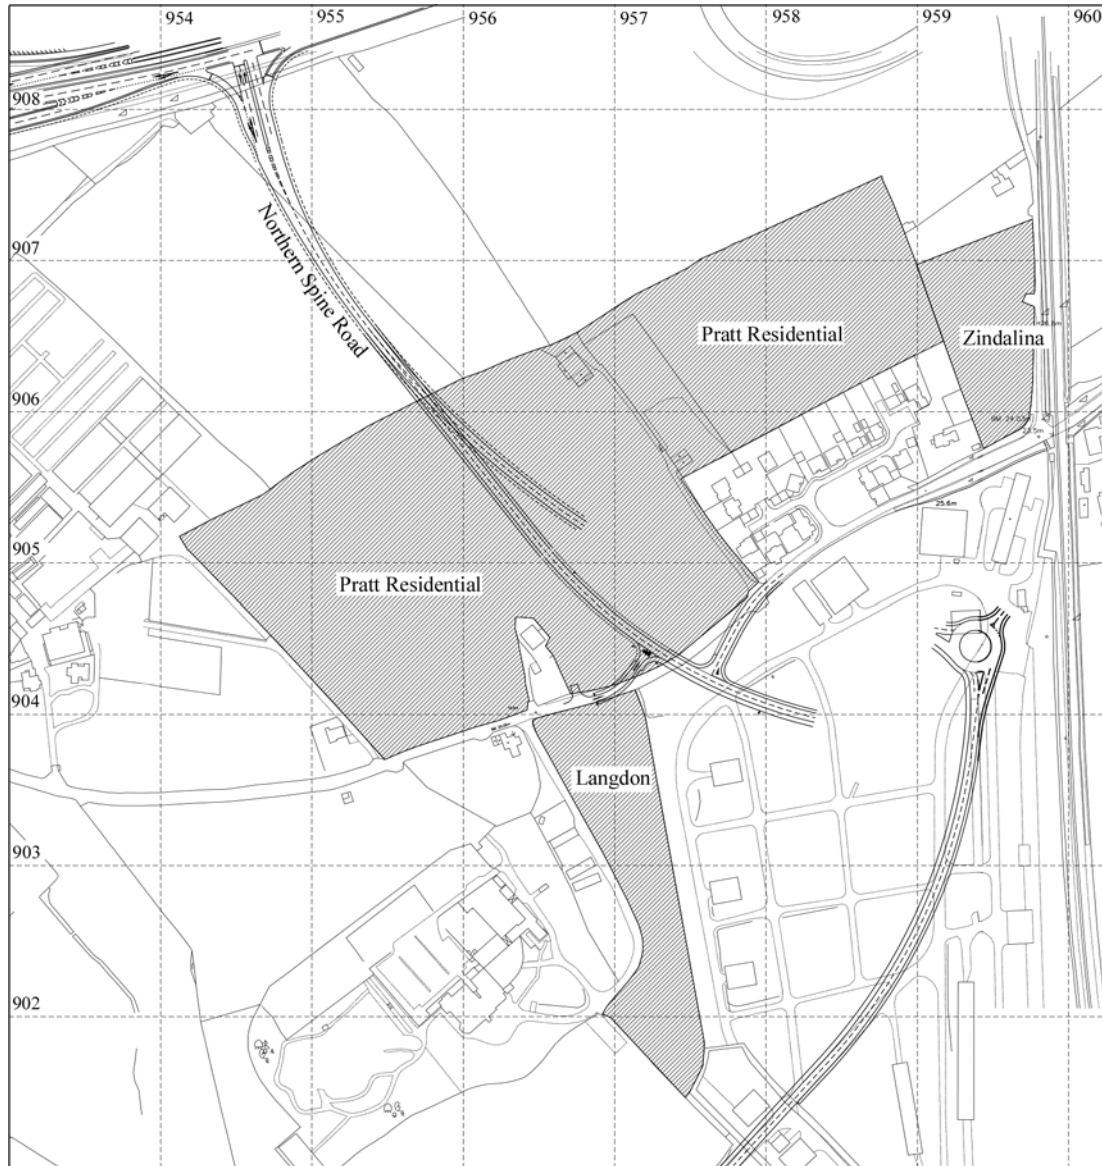 954
955
956
957
958
959
960
908
907
Northern Spine Road
Pratt Residential
Zindalina
906
25.6m
905
Pratt Residential
904
Langdon
903
902